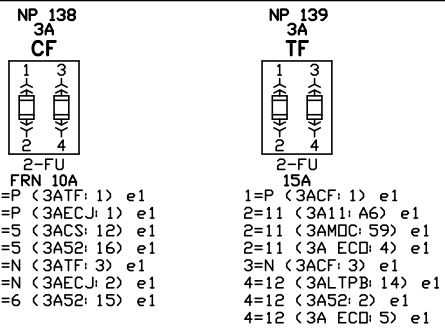 NP 138
3A
CF
1 3
2 4
2-FU
FRN 10A
=P (3ATF: 1) e1
=P (3AECJ: 1) e1
=5 (3ACS: 12) e1
=5 (3A52: 16) e1
=N (3ATF: 3) e1
=N (3AECJ: 2) e1
=6 (3A52: 15) e1
NP 139
3A
TF
1 3
2 4
2-FU
15A
1=P (3ACF: 1) e1
2=11 (3A11: A6) e1
2=11 (3AMOC: 59) e1
2=11 (3A ECO: 4) e1
3=N (3ACF: 3) e1
4=12 (3ALTPB: 14) e1
4=12 (3A52: 2) e1
4=12 (3A ECO: 5) e1